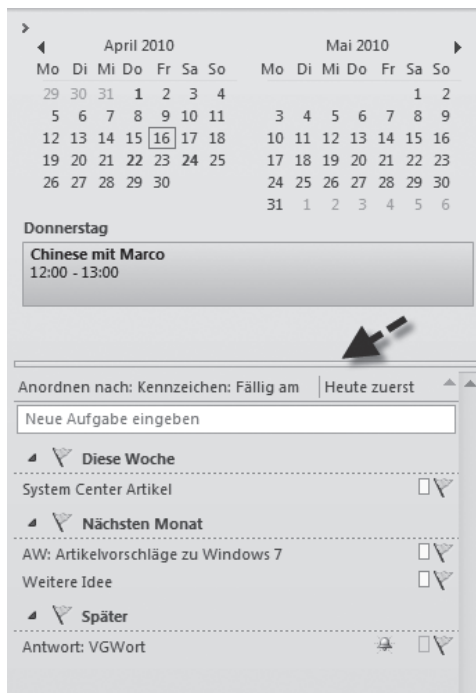 April 2010
Mo Di Mi Do Fr Sa So
29 30 31 1 2 3 4
5 6 7 8 9 10 11
12 13 14 15 16 17 18
19 20 21 22 23 24 25
26 27 28 29 30
Mai 2010
Mo Di Mi Do Fr Sa So
1 2
3 4 5 6 7 8 9
10 11 12 13 14 15 16
17 18 19 20 21 22 23
24 25 26 27 28 29 30
31 1 2 3 4 5 6
Donnerstag
Chinese mit Marco
12:00 - 13:00
Anordnen nach: Kennzeichen: Fällig am Heute zuerst
Neue Aufgabe eingeben
Diese Woche
System Center Artikel
Nächsten Monat
AW: Artikelvorschläge zu Windows 7
Weitere Idee
Später
Antwort: VGWort